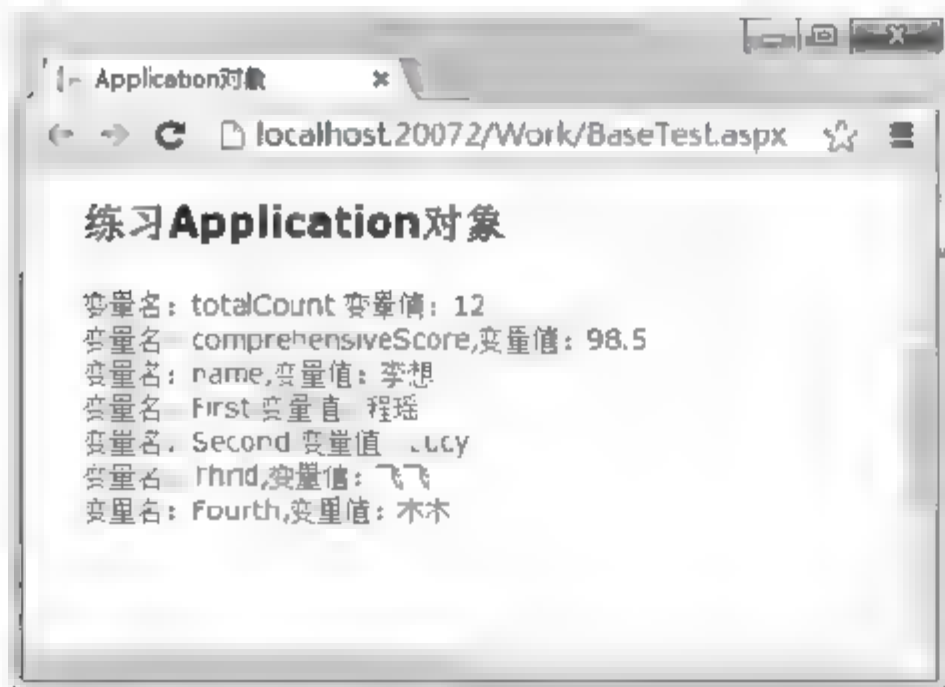 Application对象
localhost:20072/Work/BaseTest.aspx
练习Application对象
变量名：totalCount 变量值：12
变量名 comprehensiveScore,变量值：98.5
变量名：name,变量值：李想
变量名 First 变量值 程瑶
变量名：Second 变量值
变量名 Thrid,变量值：飞飞
变量名：Fourth,变量值：木木